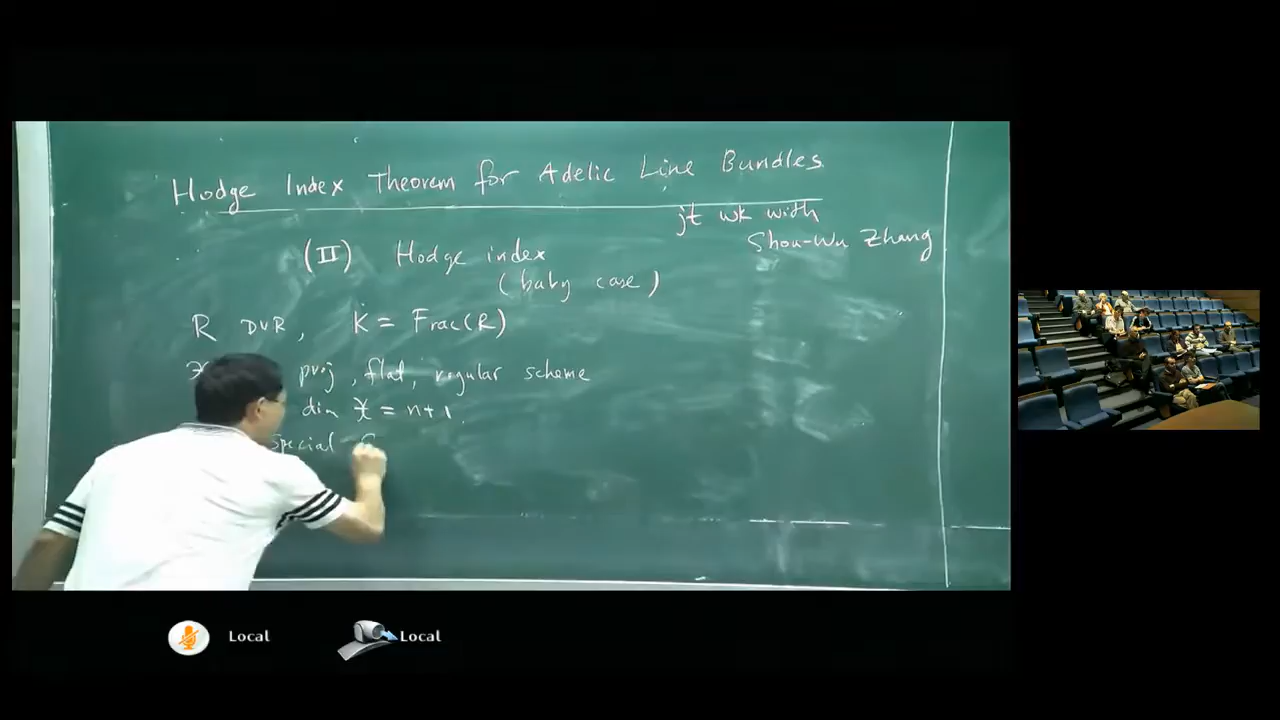 Hodge Index Theorem for Adelic Line Bundles
jt wk with
Shou-Wu Zhang
(II) Hodge index
(baby case)
R DVR, K = Frac(R)
proj, flat, regular scheme
dim 𝒳 = n+1
special
Local
Local